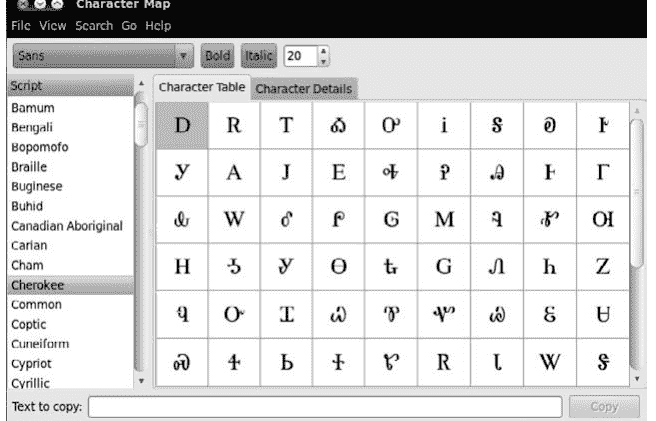 Character Map
File View Search Go Help
Sans Bold Italic 20
Script
Bamum
Bengali
Bopomofo
Braille
Buginese
Buhid
Canadian Aboriginal
Carian
Cham
Cherokee
Common
Coptic
Cuneiform
Cypriot
Cyrillic
Character Table Character Details
Ꭰ Ꭱ Ꭲ Ꭳ Ꭴ Ꭵ Ꭶ Ꭷ Ꭸ
Ꭹ Ꭺ Ꭻ Ꭼ Ꭽ Ꭾ Ꭿ Ꮀ Ꮁ
Ꮂ Ꮃ Ꮄ Ꮅ Ꮆ Ꮇ Ꮈ Ꮉ Ꮊ
Ꮋ Ꮌ Ꮍ Ꮎ Ꮏ Ꮐ Ꮑ Ꮒ Ꮓ
Ꮔ Ꮕ Ꮖ Ꮗ Ꮘ Ꮙ Ꮚ Ꮛ Ꮜ
Ꮝ Ꮞ Ꮟ Ꮠ Ꮡ Ꮢ Ꮣ Ꮤ Ꮥ
Text to copy: Copy